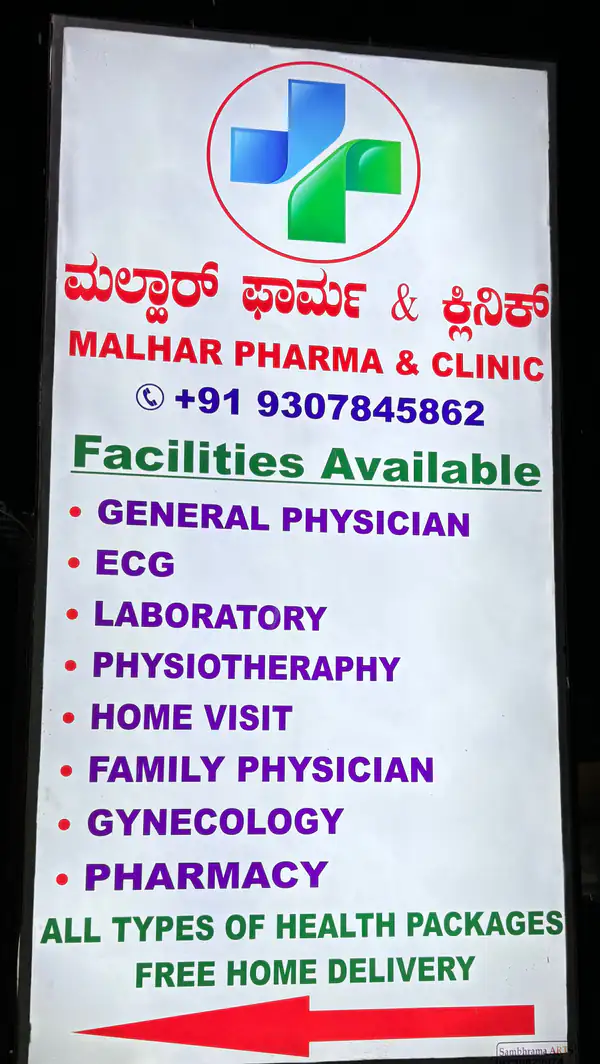 ಮಲ್ಹಾರ್ ಫಾರ್ಮ & ಕ್ಲಿನಿಕ್
MALHAR PHARMA & CLINIC
+91 9307845862
Facilities Available
• GENERAL PHYSICIAN
• ECG
• LABORATORY
• PHYSIOTHERAPHY
• HOME VISIT
• FAMILY PHYSICIAN
• GYNECOLOGY
• PHARMACY
ALL TYPES OF HEALTH PACKAGES
FREE HOME DELIVERY
Sambhrama